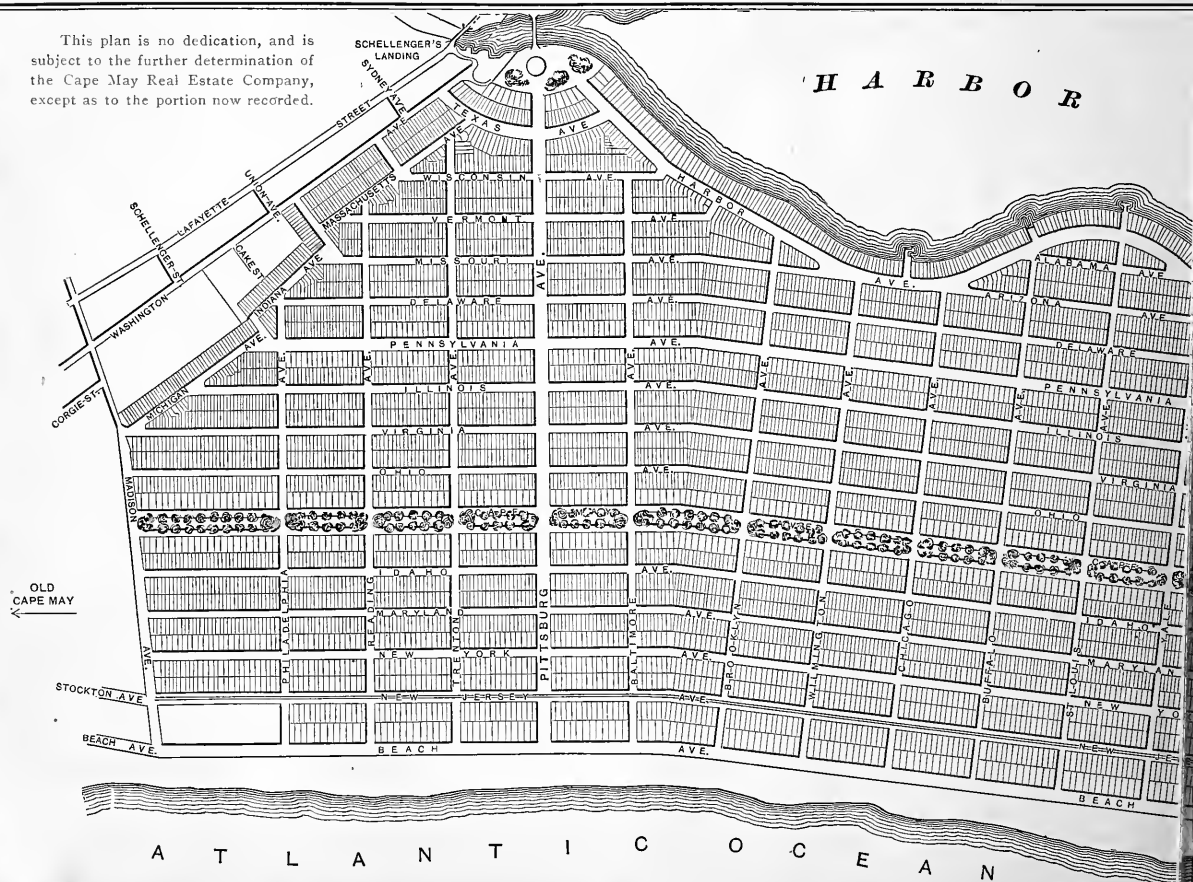 This plan is no dedication, and is
subject to the further determination of
the Cape May Real Estate Company,
except as to the portion now recorded.
SCHELLENGER'S
LANDING
HARBOR
SYDNEY AVE
STREET
TEXAS AVE
AVE
UNION AVE.
LAFAYETTE
MASSACHUSETTS AVE
WISCONSIN AVE
HARBOR AVE.
SCHELLENGER ST
CAKE ST
VERMONT AVE.
MISSOURI AVE.
ALABAMA AVE
WASHINGTON
INDIANA AVE
DELAWARE AVE.
ARIZONA AVE
PENNSYLVANIA AVE.
DELAWARE
CORGIE-ST.
MICHIGAN AVE.
ILLINOIS AVE.
PENNSYLVANIA
VIRGINIA AVE.
ILLINOIS
OHIO AVE.
VIRGINIA
OHIO
MADISON AVE.
OLD
CAPE MAY
IDAHO AVE.
IDAHO
MARYLAND AVE.
MARYLAN
NEW YORK AVE.
NEW YO
PHILADELPHIA AVE.
READING AVE.
TRENTON AVE.
PITTSBURG AVE.
BALTIMORE AVE.
BROOKLYN AVE.
WILMINGTON AVE.
CHICAGO AVE.
BUFFALO AVE.
ST. LOUIS AVE.
STOCKTON AVE
NEW JERSEY AVE.
NEW JE
BEACH AVE.
BEACH AVE.
BEACH
ATLANTIC OCEAN